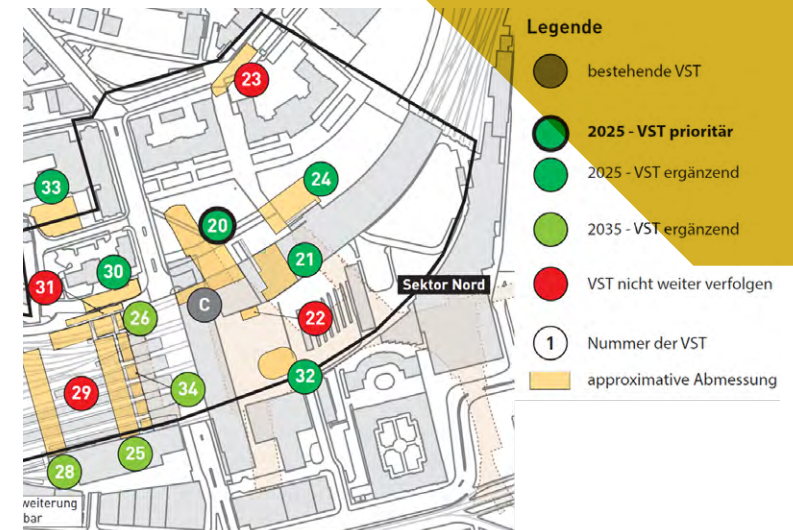 23
33
24
20
21
30
31
Sektor Nord
C
26
22
32
29
34
25
28
weiterung
bar
Legende
bestehende VST
2025 - VST prioritär
2025 - VST ergänzend
2035 - VST ergänzend
VST nicht weiter verfolgen
1 Nummer der VST
approximative Abmessung